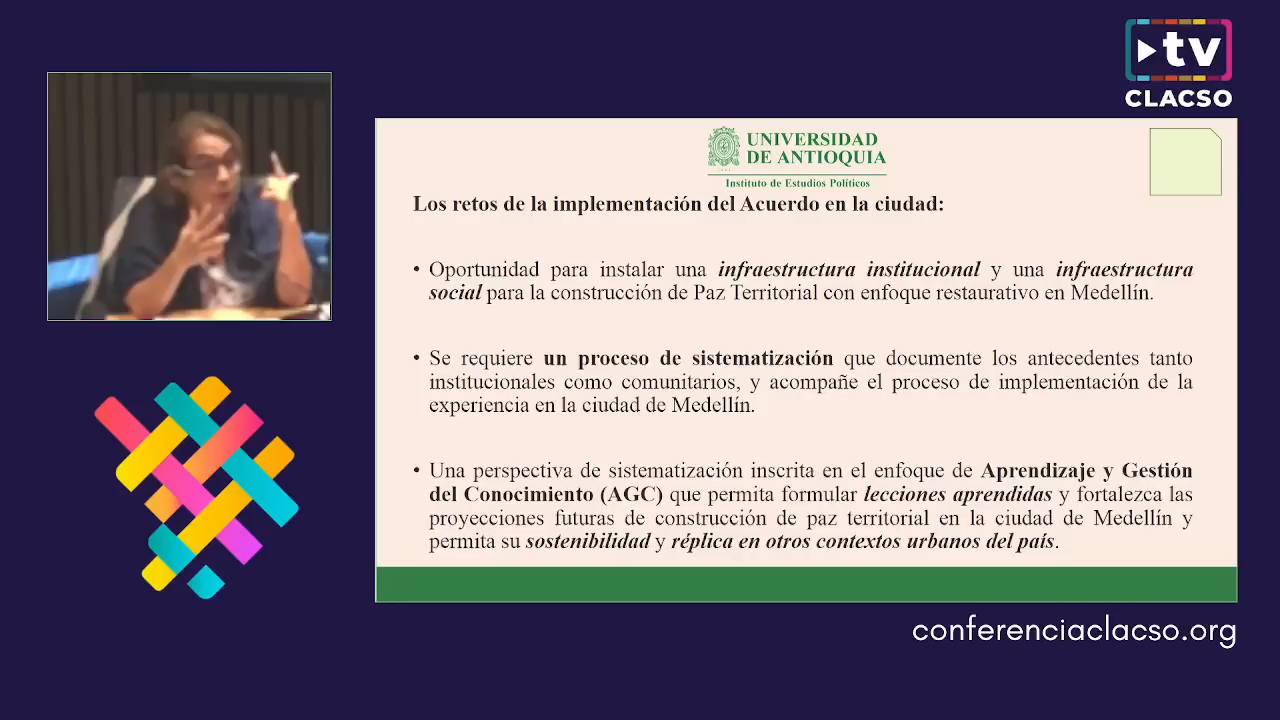 tv
CLACSO
UNIVERSIDAD
DE ANTIOQUIA
Instituto de Estudios Políticos
Los retos de la implementación del Acuerdo en la ciudad:
• Oportunidad para instalar una infraestructura institucional y una infraestructura
social para la construcción de Paz Territorial con enfoque restaurativo en Medellín.
• Se requiere un proceso de sistematización que documente los antecedentes tanto
institucionales como comunitarios, y acompañe el proceso de implementación de la
experiencia en la ciudad de Medellín.
• Una perspectiva de sistematización inscrita en el enfoque de Aprendizaje y Gestión
del Conocimiento (AGC) que permita formular lecciones aprendidas y fortalezca las
proyecciones futuras de construcción de paz territorial en la ciudad de Medellín y
permita su sostenibilidad y réplica en otros contextos urbanos del país.
conferenciaclacso.org